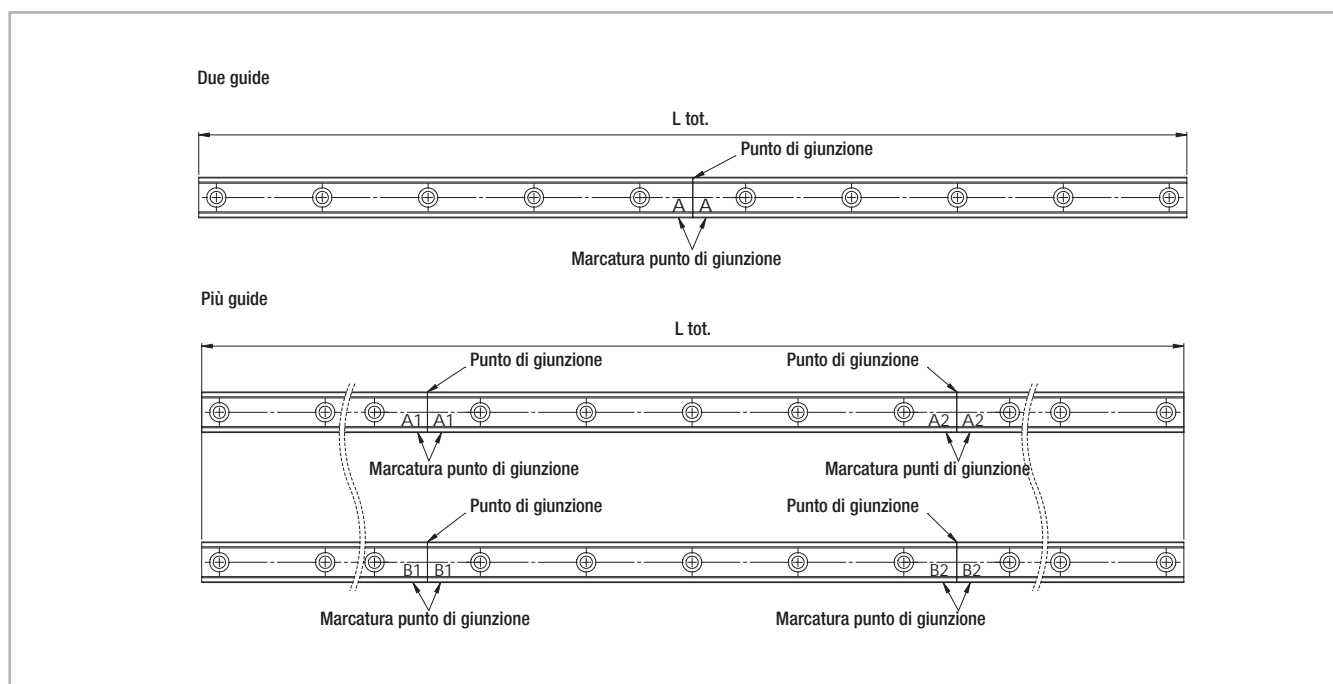 Due guide
L tot.
Punto di giunzione
A A
Marcatura punto di giunzione
Più guide
L tot.
Punto di giunzione Punto di giunzione
A1 A1 A2 A2
Marcatura punto di giunzione Marcatura punti di giunzione
Punto di giunzione Punto di giunzione
B1 B1 B2 B2
Marcatura punto di giunzione Marcatura punto di giunzione